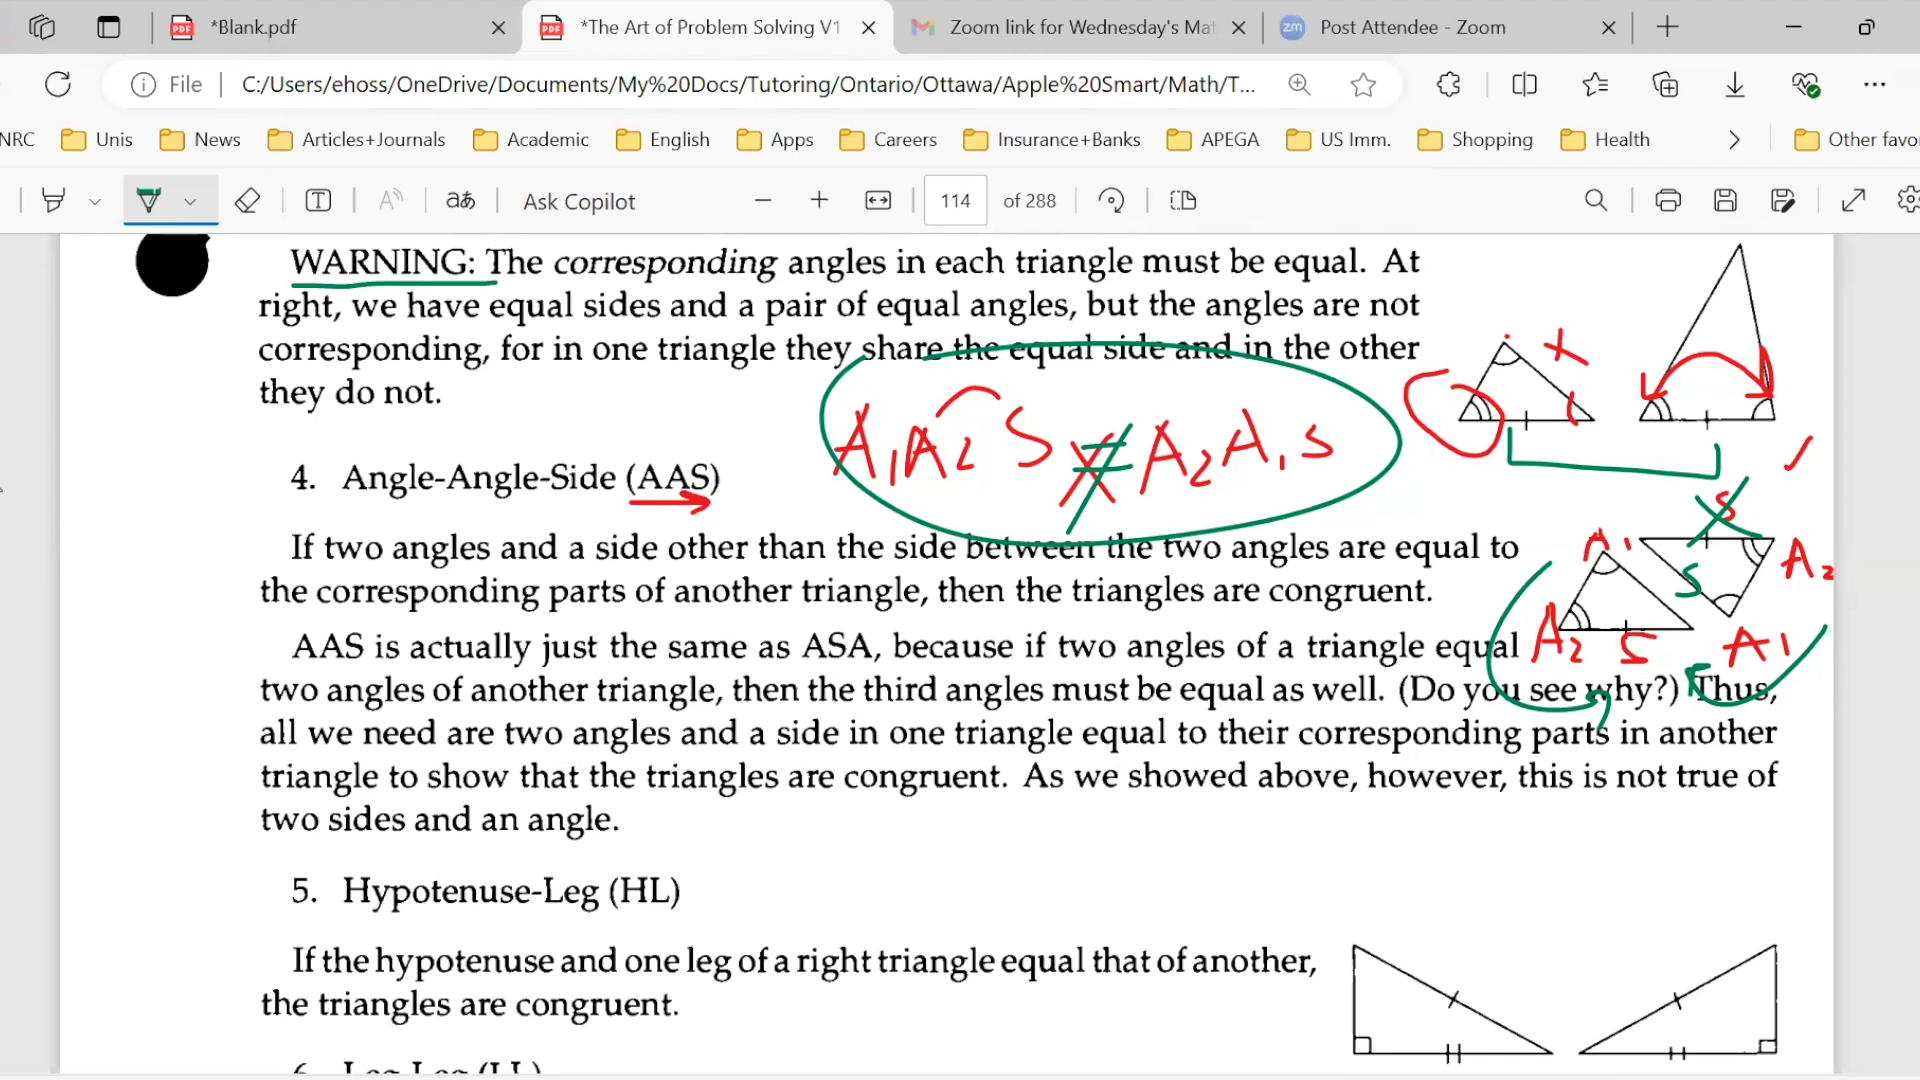 *Blank.pdf
*The Art of Problem Solving V1
Zoom link for Wednesday's Mat
zm Post Attendee - Zoom
File C:/Users/ehoss/OneDrive/Documents/My%20Docs/Tutoring/Ontario/Ottawa/Apple%20Smart/Math/T...
NRC Unis News Articles+Journals Academic English Apps Careers Insurance+Banks APEGA US Imm. Shopping Health Other favo
Ask Copilot 114 of 288
WARNING: The corresponding angles in each triangle must be equal. At
right, we have equal sides and a pair of equal angles, but the angles are not
corresponding, for in one triangle they share the equal side and in the other
they do not.
A1A2S ≠ A2A1S
4. Angle-Angle-Side (AAS)
If two angles and a side other than the side between the two angles are equal to
the corresponding parts of another triangle, then the triangles are congruent.
A1 S A2
S
A2 S A1
AAS is actually just the same as ASA, because if two angles of a triangle equal
two angles of another triangle, then the third angles must be equal as well. (Do you see why?) Thus,
all we need are two angles and a side in one triangle equal to their corresponding parts in another
triangle to show that the triangles are congruent. As we showed above, however, this is not true of
two sides and an angle.
5. Hypotenuse-Leg (HL)
If the hypotenuse and one leg of a right triangle equal that of another,
the triangles are congruent.